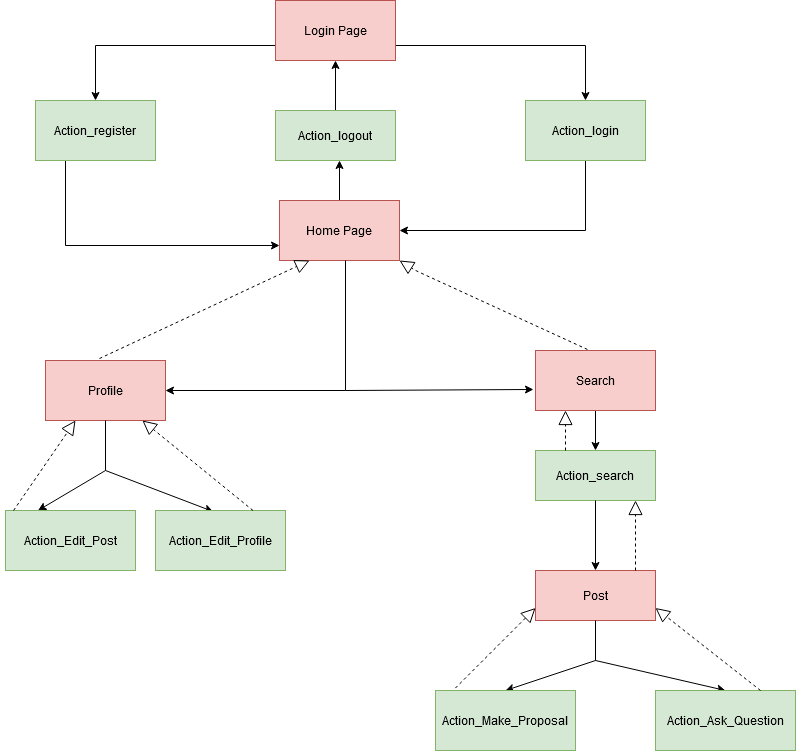 Login Page
Action_register
Action_logout
Action_login
Home Page
Profile
Search
Action_search
Action_Edit_Post
Action_Edit_Profile
Post
Action_Make_Proposal
Action_Ask_Question